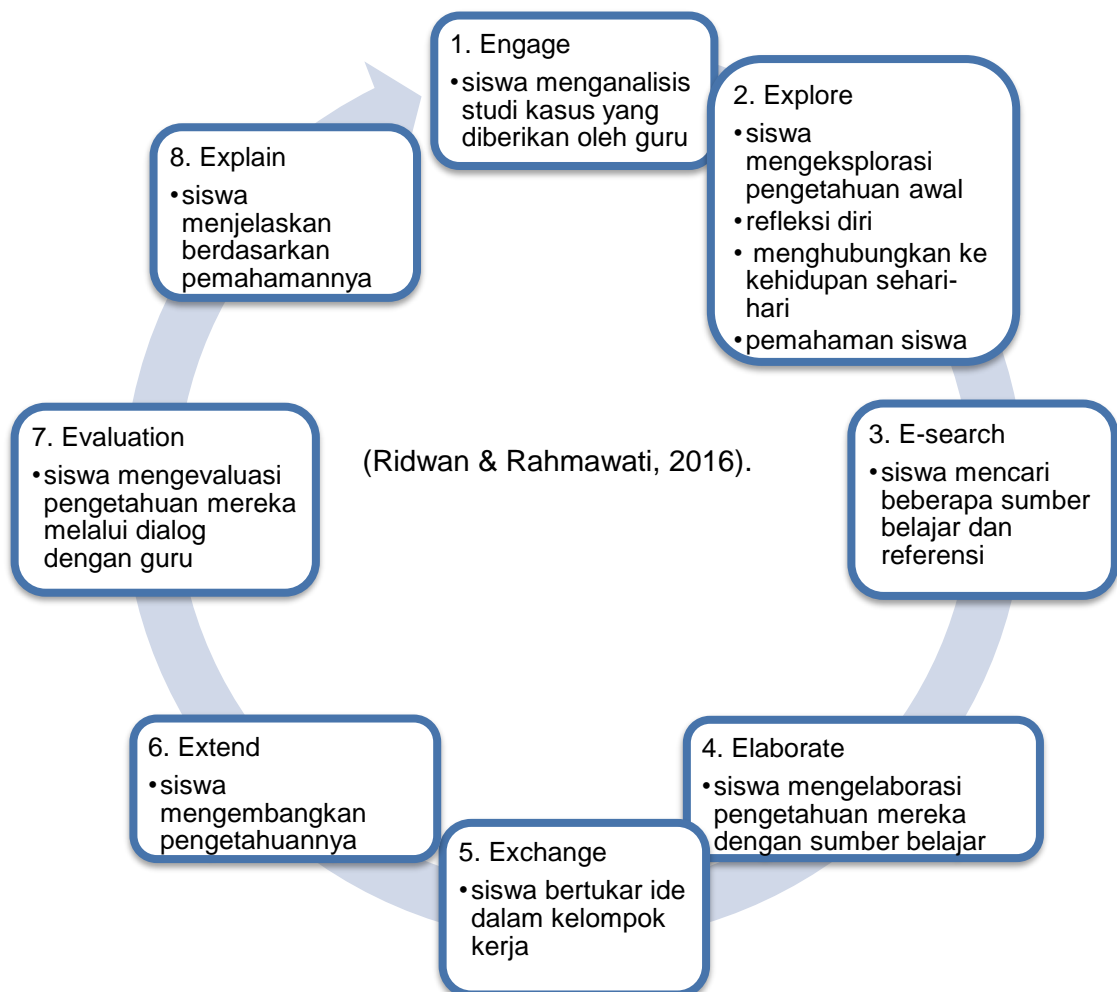 1. Engage
•siswa menganalisis
studi kasus yang
diberikan oleh guru
2. Explore
•siswa
mengeksplorasi
pengetahuan awal
•refleksi diri
• menghubungkan ke
kehidupan sehari-
hari
•pemahaman siswa
3. E-search
•siswa mencari
beberapa sumber
belajar dan
referensi
4. Elaborate
•siswa mengelaborasi
pengetahuan mereka
dengan sumber belajar
5. Exchange
•siswa bertukar ide
dalam kelompok
kerja
6. Extend
•siswa
mengembangkan
pengetahuannya
7. Evaluation
•siswa mengevaluasi
pengetahuan mereka
melalui dialog
dengan guru
8. Explain
•siswa
menjelaskan
berdasarkan
pemahamannya
(Ridwan & Rahmawati, 2016).